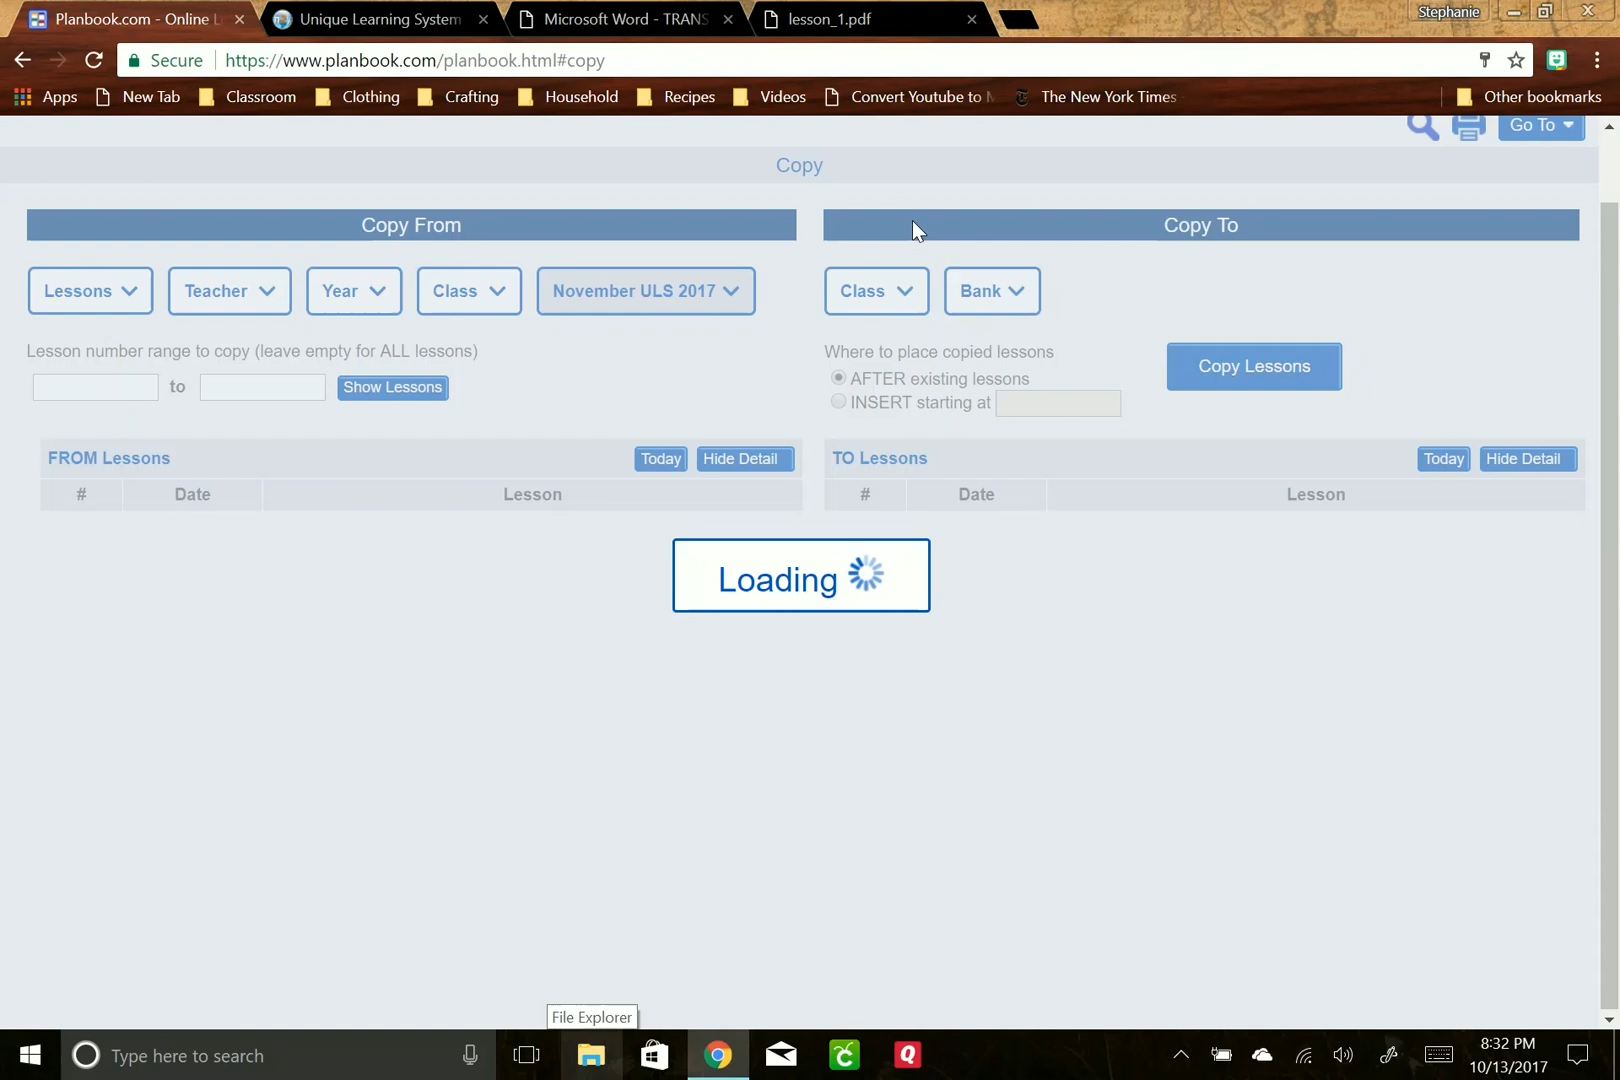 Planbook.com - Online L
Unique Learning System
Microsoft Word - TRANS
lesson_1.pdf
Stephanie
Secure
https://www.planbook.com/planbook.html#copy
Apps
New Tab
Classroom
Clothing
Crafting
Household
Recipes
Videos
Convert Youtube to M
The New York Times
Other bookmarks
Go To
Copy
Copy From
Copy To
Lessons
Teacher
Year
Class
November ULS 2017
Class
Bank
Lesson number range to copy (leave empty for ALL lessons)
to
Show Lessons
Where to place copied lessons
AFTER existing lessons
INSERT starting at
Copy Lessons
FROM Lessons
Today
Hide Detail
# Date Lesson
TO Lessons
Today
Hide Detail
# Date Lesson
Loading
File Explorer
Type here to search
8:32 PM
10/13/2017